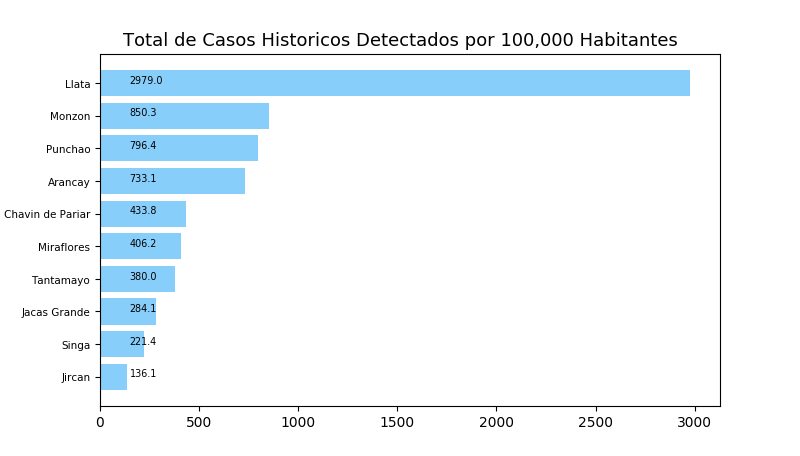 Total de Casos Historicos Detectados por 100,000 Habitantes
Llata 2979.0
Monzon 850.3
Punchao 796.4
Arancay 733.1
Chavin de Pariar 433.8
Miraflores 406.2
Tantamayo 380.0
Jacas Grande 284.1
Singa 221.4
Jircan 136.1
0 500 1000 1500 2000 2500 3000